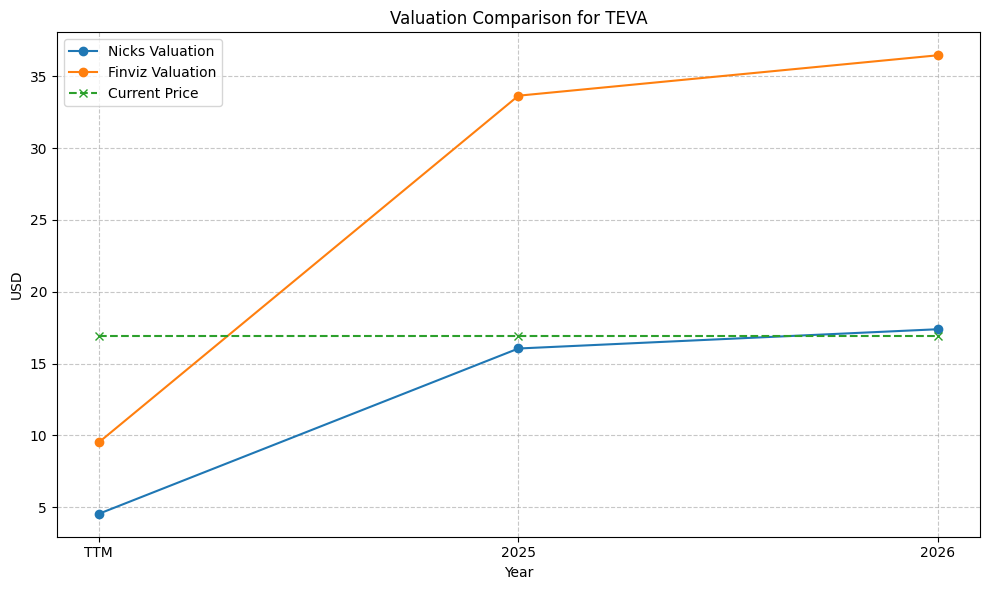 Valuation Comparison for TEVA
Nicks Valuation
Finviz Valuation
Current Price
USD
35
30
25
20
15
10
5
TTM
2025
2026
Year